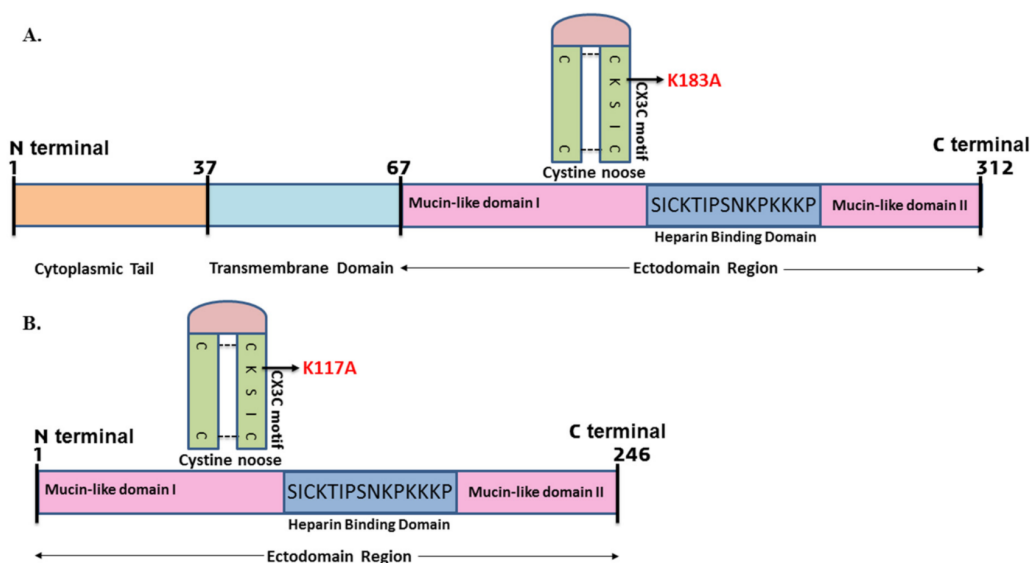 A.
C C
K
S
I
C C
CX3C motif
K183A
Cystine noose
N terminal
C terminal
1 37 67 312
Mucin-like domain I SICKTIPSNKPKKKP Mucin-like domain II
Heparin Binding Domain
Cytoplasmic Tail Transmembrane Domain Ectodomain Region
B.
C C
K
S
I
C C
CX3C motif
K117A
Cystine noose
N terminal
C terminal
1 246
Mucin-like domain I SICKTIPSNKPKKKP Mucin-like domain II
Heparin Binding Domain
Ectodomain Region